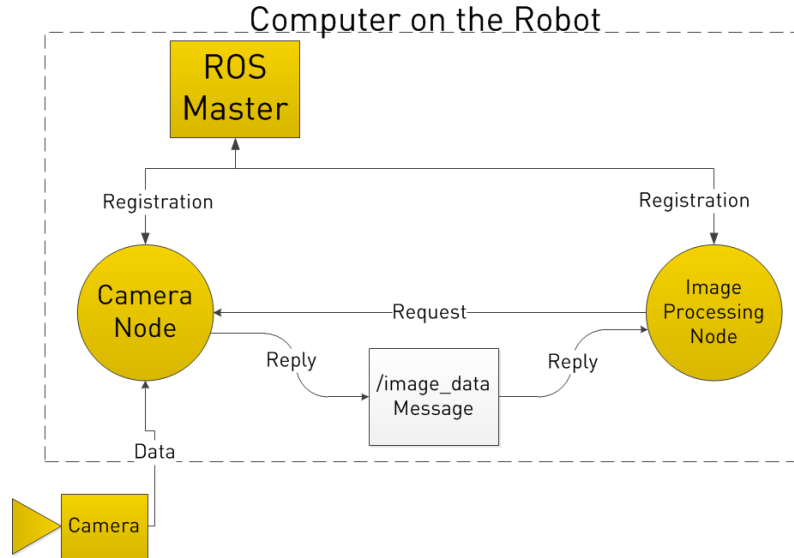 Computer on the Robot
ROS
Master
Registration
Registration
Camera
Node
Image
Processing
Node
Request
Reply
Reply
/image_data
Message
Data
Camera